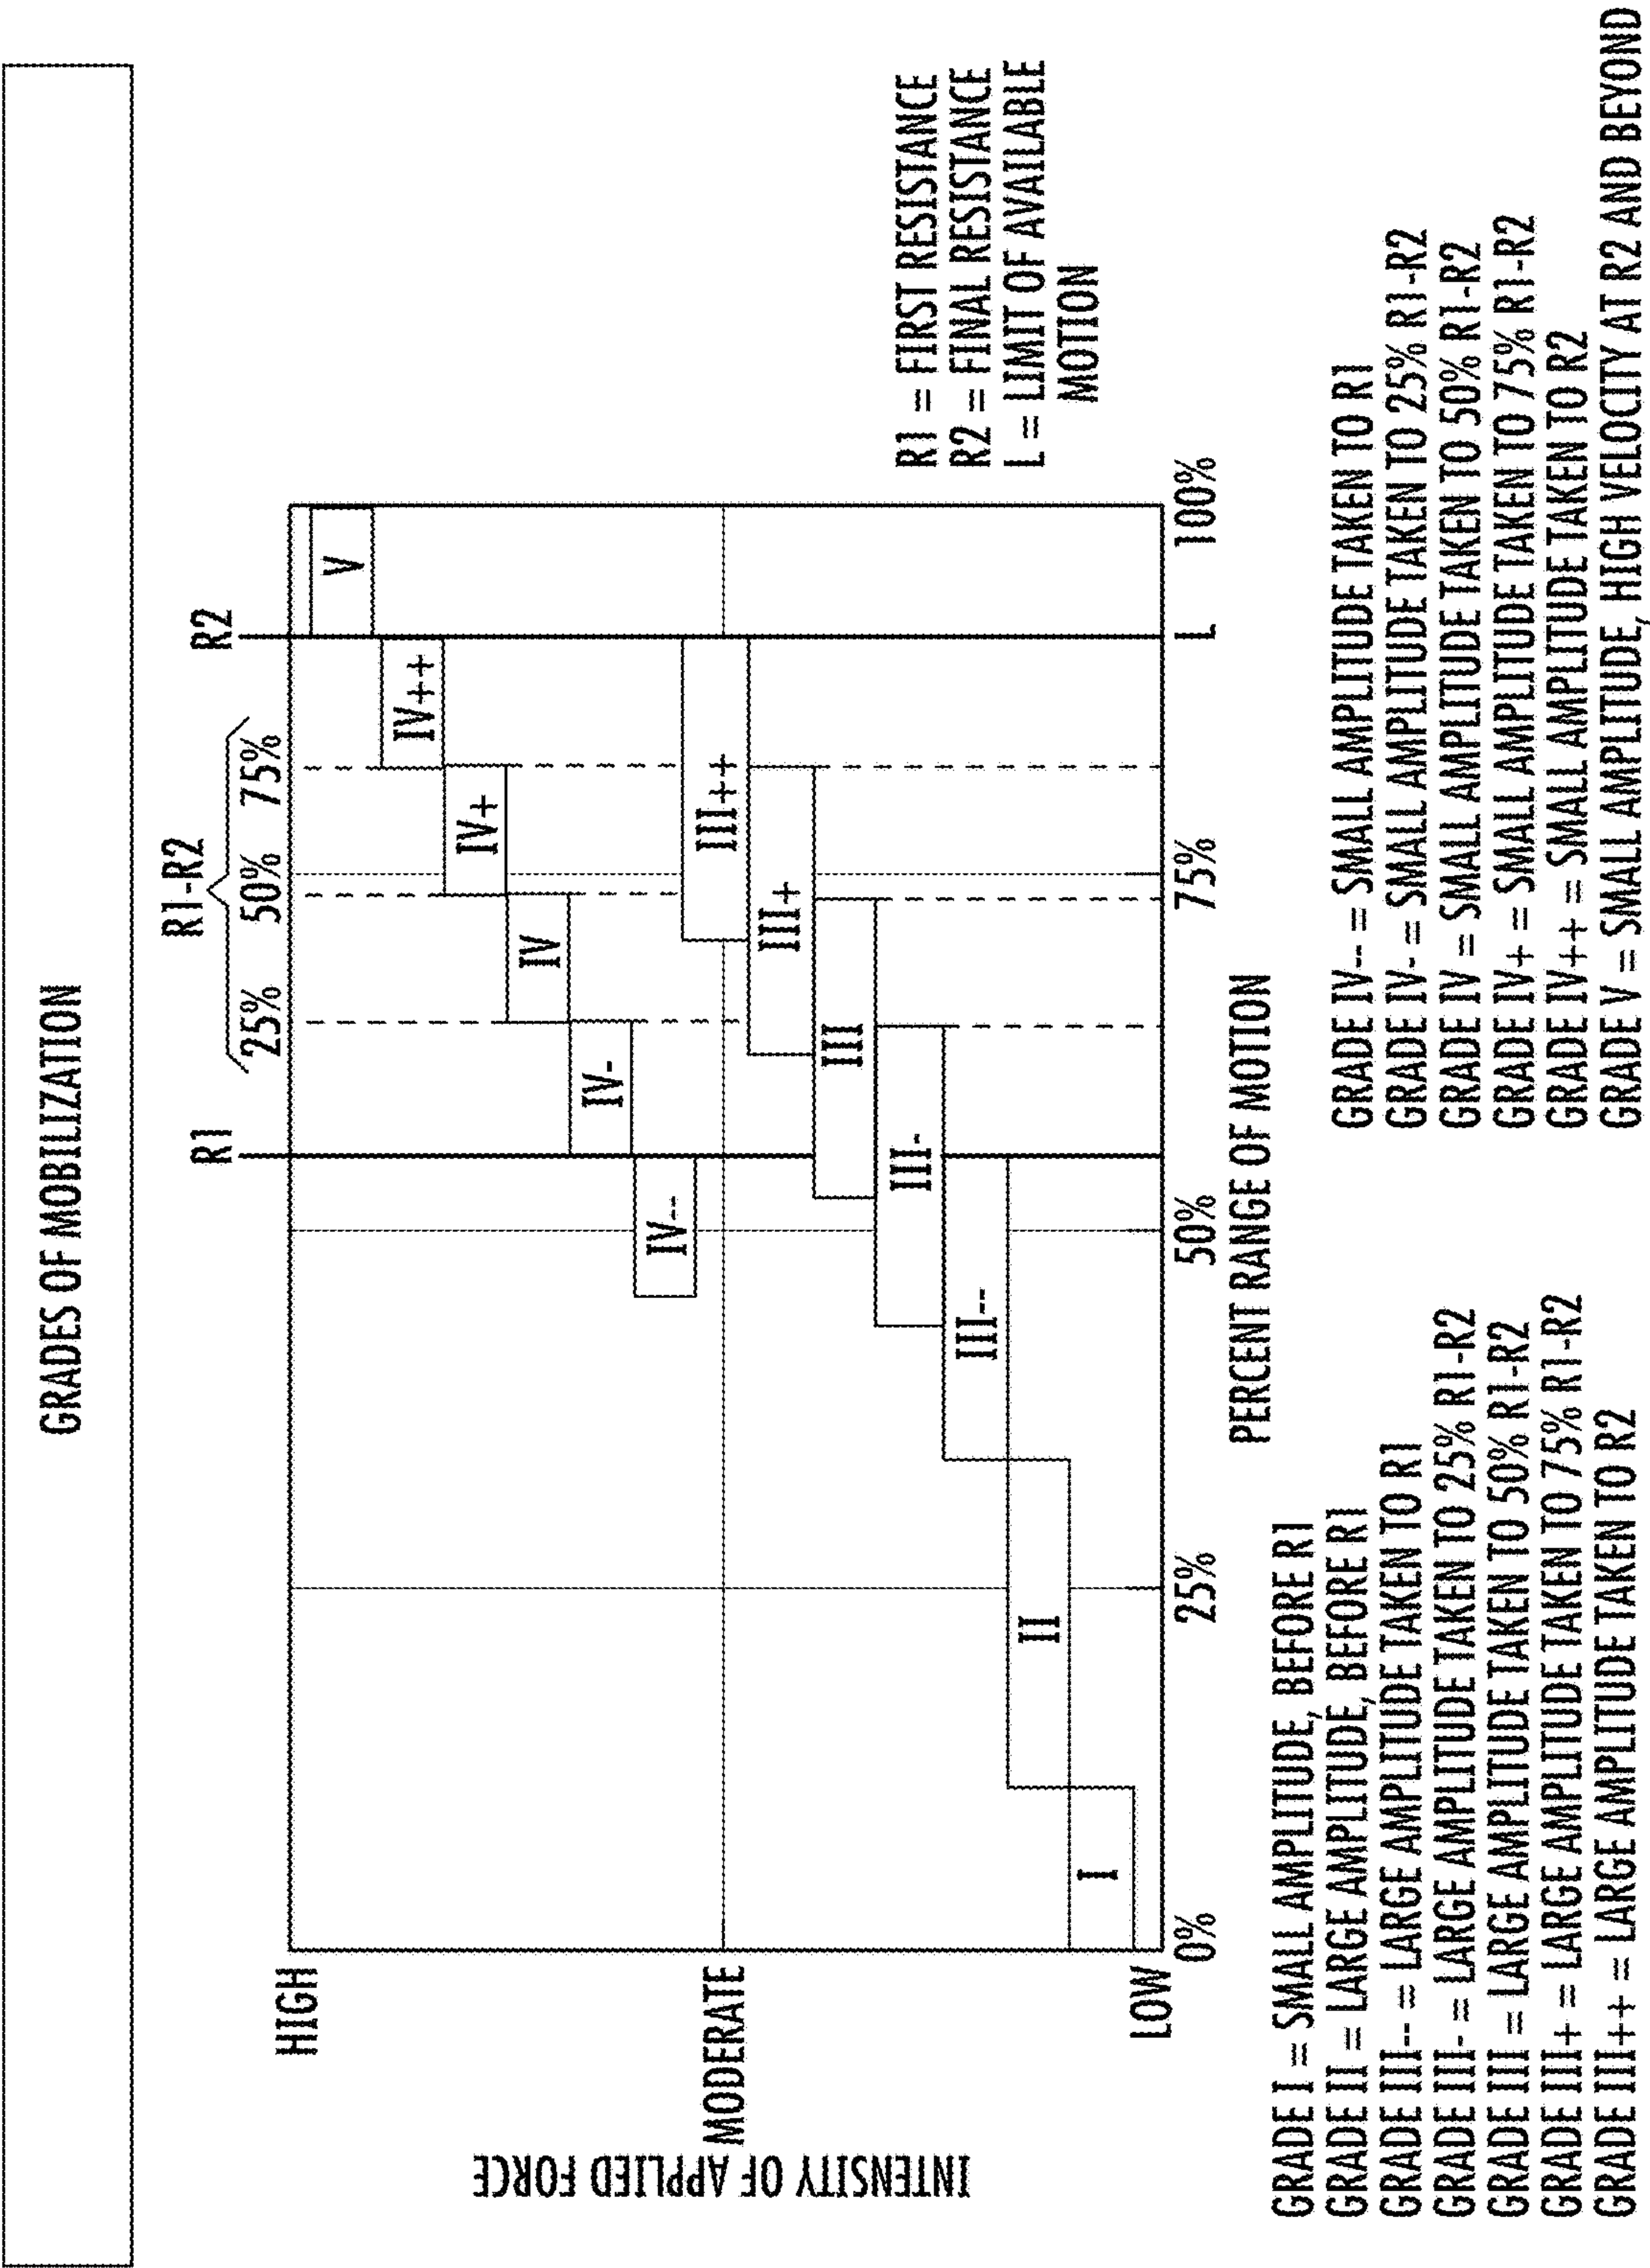 GRADES OF MOBILIZATION
R1-R2
R1
25% 50% 75%
R2
HIGH
MODERATE
LOW
INTENSITY OF APPLIED FORCE
V
IV++
IV+
IV
IV-
IV--
III++
III+
III
III-
III--
II
I
0% 25% 50% 75% L 100%
PERCENT RANGE OF MOTION
R1 = FIRST RESISTANCE
R2 = FINAL RESISTANCE
L = LIMIT OF AVAILABLE
MOTION
GRADE I = SMALL AMPLITUDE, BEFORE R1
GRADE II = LARGE AMPLITUDE, BEFORE R1
GRADE III-- = LARGE AMPLITUDE TAKEN TO R1
GRADE III- = LARGE AMPLITUDE TAKEN TO 25% R1-R2
GRADE III = LARGE AMPLITUDE TAKEN TO 50% R1-R2
GRADE III+ = LARGE AMPLITUDE TAKEN TO 75% R1-R2
GRADE III++ = LARGE AMPLITUDE TAKEN TO R2
GRADE IV-- = SMALL AMPLITUDE TAKEN TO R1
GRADE IV- = SMALL AMPLITUDE TAKEN TO 25% R1-R2
GRADE IV = SMALL AMPLITUDE TAKEN TO 50% R1-R2
GRADE IV+ = SMALL AMPLITUDE TAKEN TO 75% R1-R2
GRADE IV++ = SMALL AMPLITUDE TAKEN TO R2
GRADE V = SMALL AMPLITUDE, HIGH VELOCITY AT R2 AND BEYOND